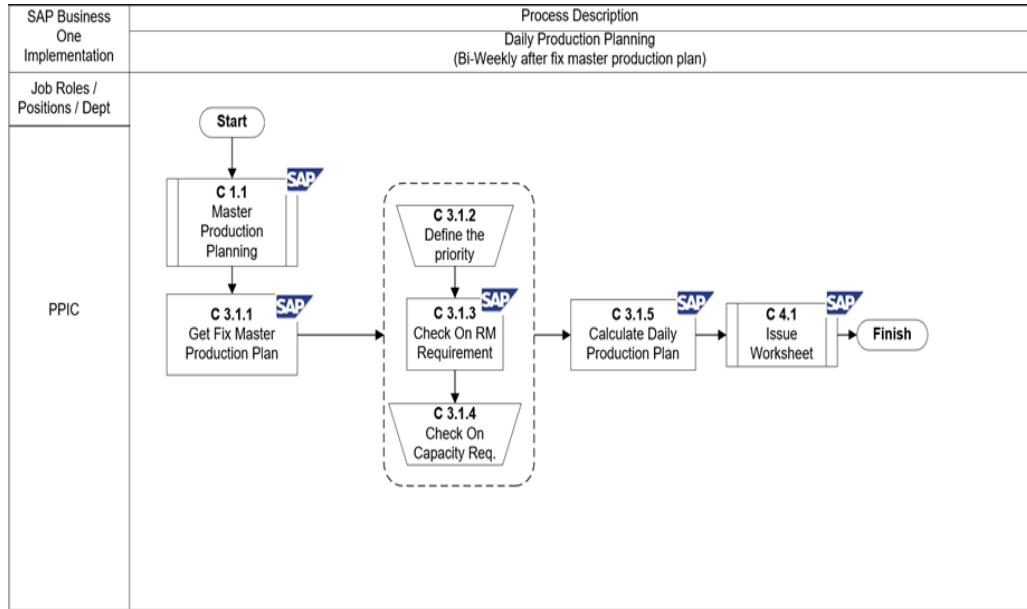 SAP Business
One
Implementation
Process Description
Daily Production Planning
(Bi-Weekly after fix master production plan)
Job Roles /
Positions / Dept
PPIC
Start
SAP
C 1.1
Master
Production
Planning
SAP
C 3.1.1
Get Fix Master
Production Plan
C 3.1.2
Define the
priority
SAP
C 3.1.3
Check On RM
Requirement
C 3.1.4
Check On
Capacity Req.
SAP
C 3.1.5
Calculate Daily
Production Plan
SAP
C 4.1
Issue
Worksheet
Finish